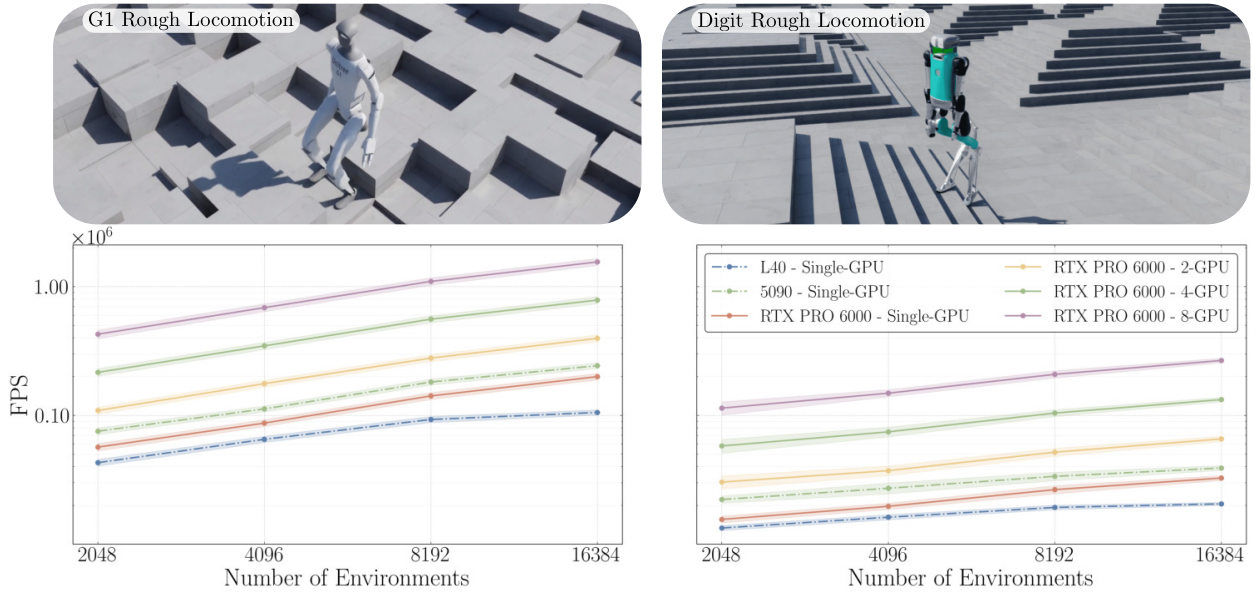 G1 Rough Locomotion
Digit Rough Locomotion
×10⁶
1.00
0.10
FPS
2048
4096
8192
16384
Number of Environments
L40 - Single-GPU
5090 - Single-GPU
RTX PRO 6000 - Single-GPU
RTX PRO 6000 - 2-GPU
RTX PRO 6000 - 4-GPU
RTX PRO 6000 - 8-GPU
2048
4096
8192
16384
Number of Environments